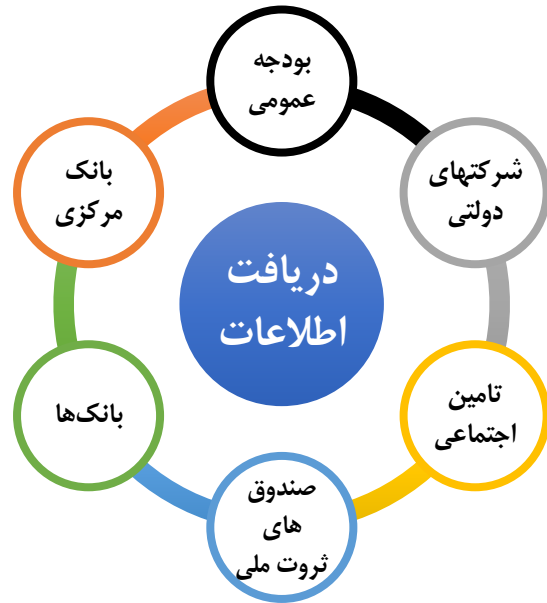 بودجه
عمومی
شرکتهای
دولتی
تامین
اجتماعی
صندوق
های
ثروت ملی
بانک‌ها
بانک
مرکزی
دریافت
اطلاعات